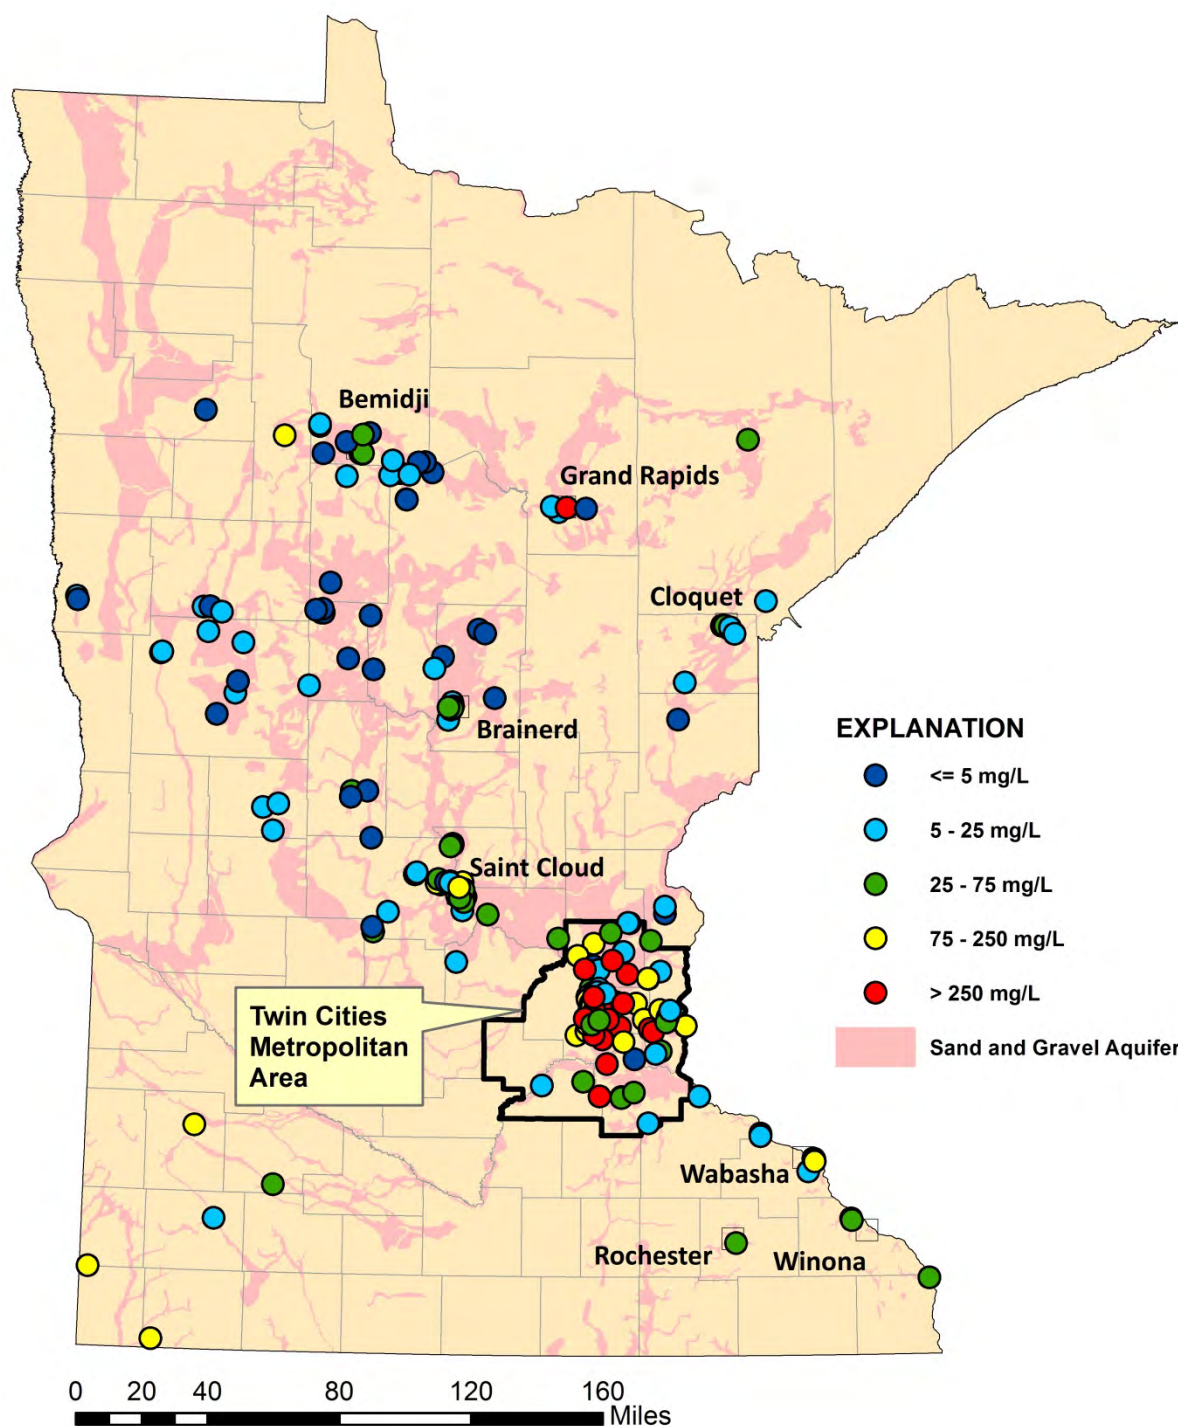 Bemidji
Grand Rapids
Cloquet
Brainerd
EXPLANATION
<= 5 mg/L
5 - 25 mg/L
25 - 75 mg/L
75 - 250 mg/L
> 250 mg/L
Sand and Gravel Aquifer
Saint Cloud
Twin Cities
Metropolitan
Area
Wabasha
Rochester
Winona
0 20 40 80 120 160
Miles